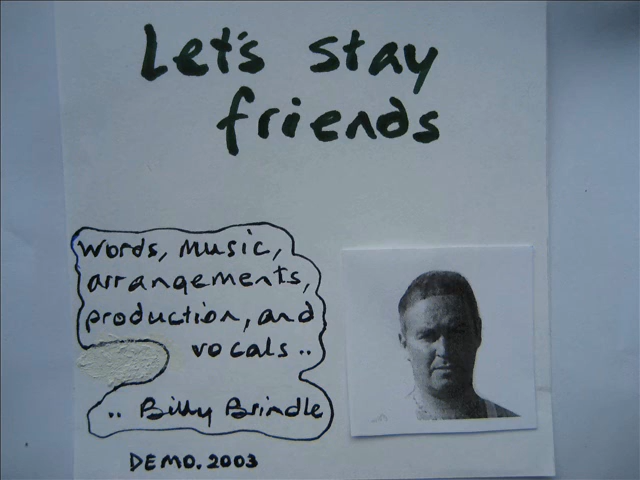 Let's stay
friends
words, music,
arrangements,
production, and
vocals ..
.. Billy Brindle
DEMO. 2003